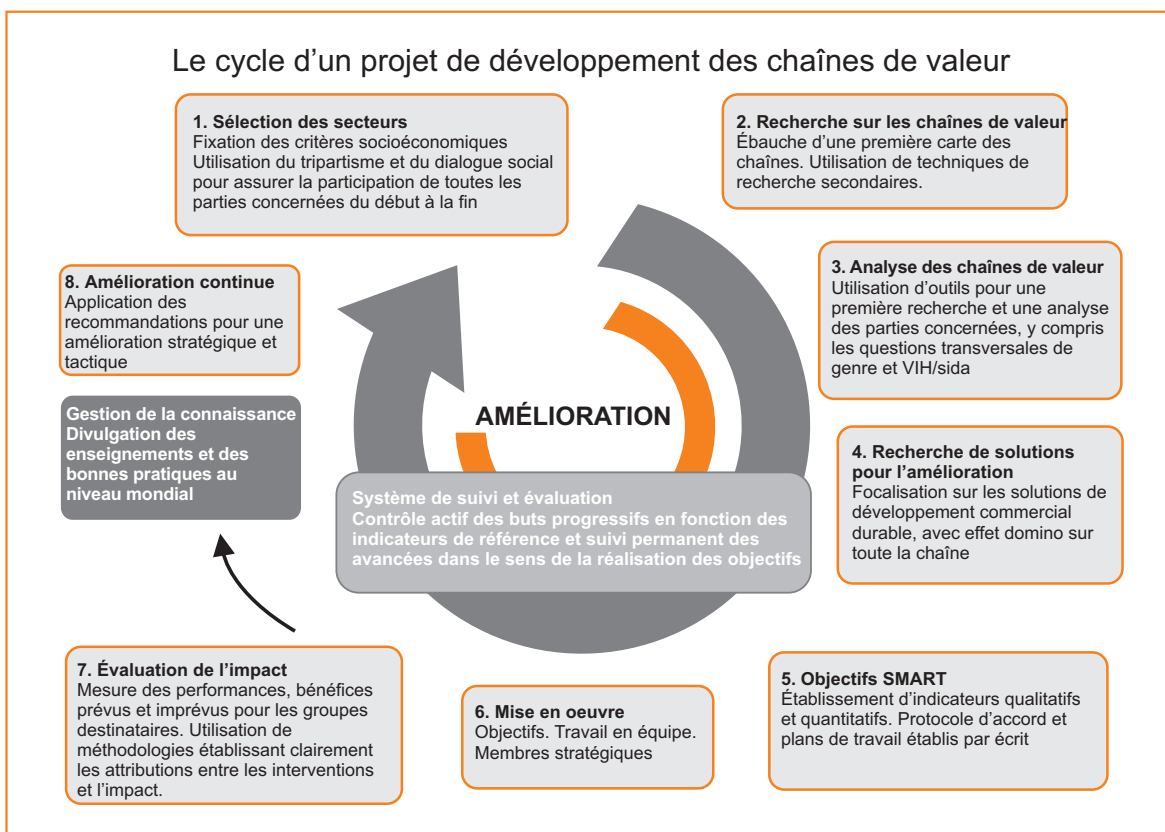 Le cycle d’un projet de développement des chaînes de valeur
1. Sélection des secteurs
Fixation des critères socioéconomiques
Utilisation du tripartisme et du dialogue social
pour assurer la participation de toutes les
parties concernées du début à la fin
2. Recherche sur les chaînes de valeur
Ébauche d’une première carte des
chaînes. Utilisation de techniques de
recherche secondaires.
3. Analyse des chaînes de valeur
Utilisation d’outils pour une
première recherche et une analyse
des parties concernées, y compris
les questions transversales de
genre et VIH/sida
4. Recherche de solutions
pour l’amélioration
Focalisation sur les solutions de
développement commercial
durable, avec effet domino sur
toute la chaîne
5. Objectifs SMART
Établissement d’indicateurs qualitatifs
et quantitatifs. Protocole d’accord et
plans de travail établis par écrit
6. Mise en oeuvre
Objectifs. Travail en équipe.
Membres stratégiques
7. Évaluation de l’impact
Mesure des performances, bénéfices
prévus et imprévus pour les groupes
destinataires. Utilisation de
méthodologies établissant clairement
les attributions entre les interventions
et l’impact.
Gestion de la connaissance
Divulgation des
enseignements et des
bonnes pratiques au
niveau mondial
8. Amélioration continue
Application des
recommandations pour une
amélioration stratégique et
tactique
AMÉLIORATION
Système de suivi et évaluation
Contrôle actif des buts progressifs en fonction des
indicateurs de référence et suivi permanent des
avancées dans le sens de la réalisation des objectifs